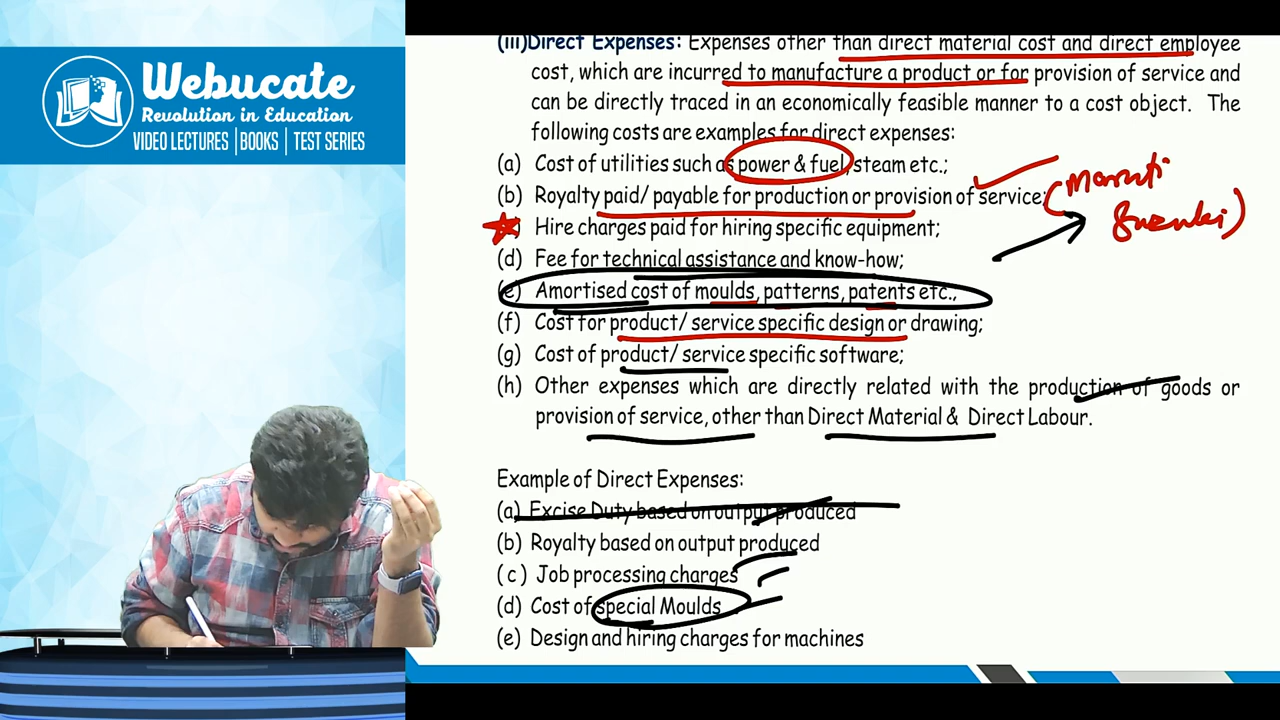 Webucate
Revolution in Education
VIDEO LECTURES | BOOKS | TEST SERIES
(iii) Direct Expenses: Expenses other than direct material cost and direct employee
cost, which are incurred to manufacture a product or for provision of service and
can be directly traced in an economically feasible manner to a cost object. The
following costs are examples for direct expenses:
(a) Cost of utilities such as power & fuel, steam etc.;
(b) Royalty paid/ payable for production or provision of service;
(Maruti
Suzuki)
Hire charges paid for hiring specific equipment;
(d) Fee for technical assistance and know-how;
(e) Amortised cost of moulds, patterns, patents etc.,
(f) Cost for product/ service specific design or drawing;
(g) Cost of product/ service specific software;
(h) Other expenses which are directly related with the production of goods or
provision of service, other than Direct Material & Direct Labour.
Example of Direct Expenses:
(a) Excise Duty based on output produced
(b) Royalty based on output produced
(c) Job processing charges
(d) Cost of special Moulds
(e) Design and hiring charges for machines